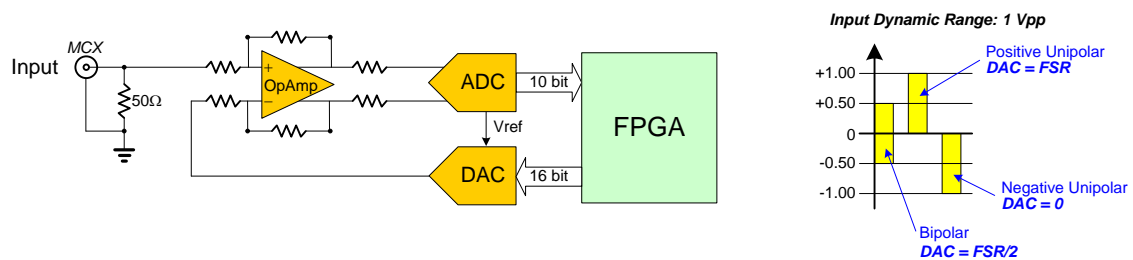 Input
MCX
50Ω
+
OpAmp
−
ADC
DAC
Vref
10 bit
16 bit
FPGA
Input Dynamic Range: 1 Vpp
+1.00
+0.50
0
-0.50
-1.00
Positive Unipolar
DAC = FSR
Negative Unipolar
DAC = 0
Bipolar
DAC = FSR/2